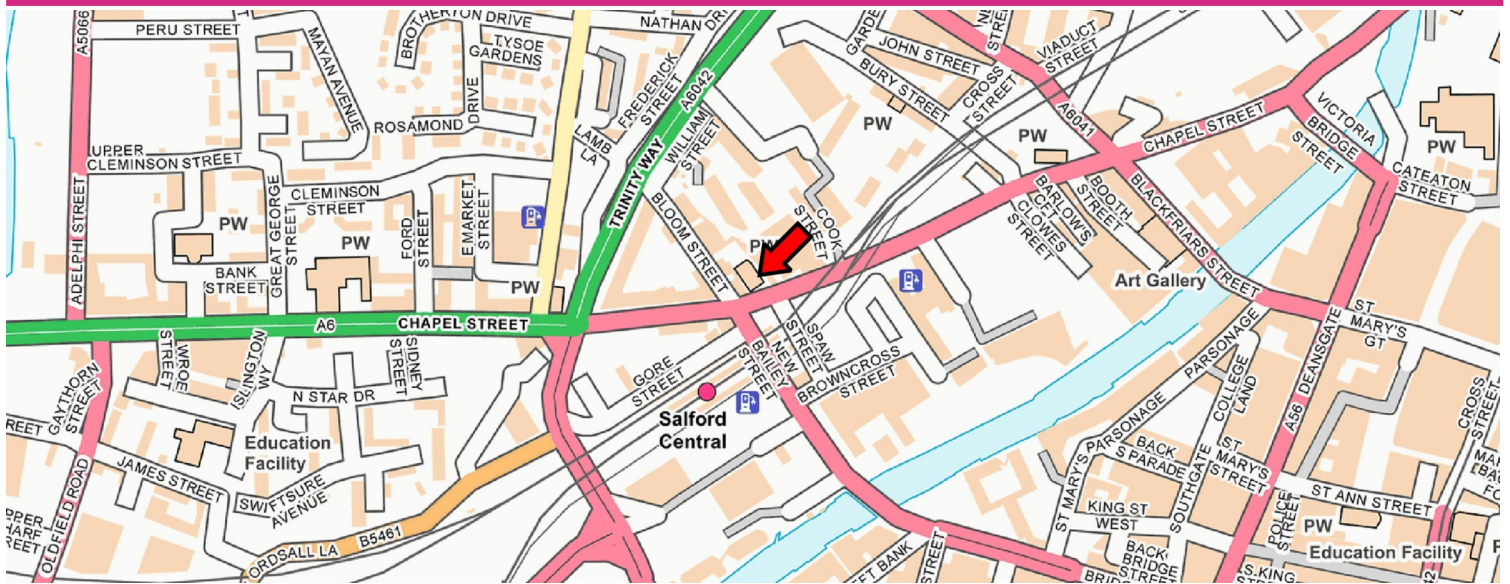 A5066
PERU STREET
MAYAN AVENUE
BROTHERTON DRIVE
TYSOE
GARDENS
NATHAN
DRIVE
ROSAMOND
LAMB
LA
FREDERICK
STREET
A6042
TRINITY WAY
WILLIAM
STREET
JOHN STREET
BURY STREET
CROSS
STREET
VIADUCT
STREET
A6041
PW
PW
CHAPEL STREET
VICTORIA
BRIDGE
STREET
PW
CATEATON
STREET
UPPER
CLEMINSON STREET
CLEMINSON
STREET
ADELPHI STREET
PW
GREAT GEORGE
STREET
PW
FORD
STREET
E MARKET
STREET
BANK
STREET
PW
BLOOM STREET
COOK
STREET
BARLOW'S
CFT
CLOWES
STREET
BOOTH
STREET
BLACKFRIARS STREET
Art Gallery
A6
CHAPEL STREET
WROE
STREET
ISLINGTON
WY
SIDNEY
STREET
N STAR DR
GAYTHORN
STREET
Education
Facility
JAMES STREET
SWIFTSURE
AVENUE
OLDFIELD ROAD
B5461
GORE
STREET
Salford
Central
NEW
BAILEY
STREET
SPAW
STREET
BROWNCROSS
STREET
ST
MARY'S
GT
A56 DEANSGATE
PARSONAGE
COLLEGE
LAND
ST MARY'S PARSONAGE
BACK
S PARADE
SOUTHGATE
ST
MARY'S
STREET
KING ST
WEST
BACK
BRIDGE
STREET
POLICE
STREET
ST ANN STREET
PW
Education Facility
CROSS
STREET
STREET